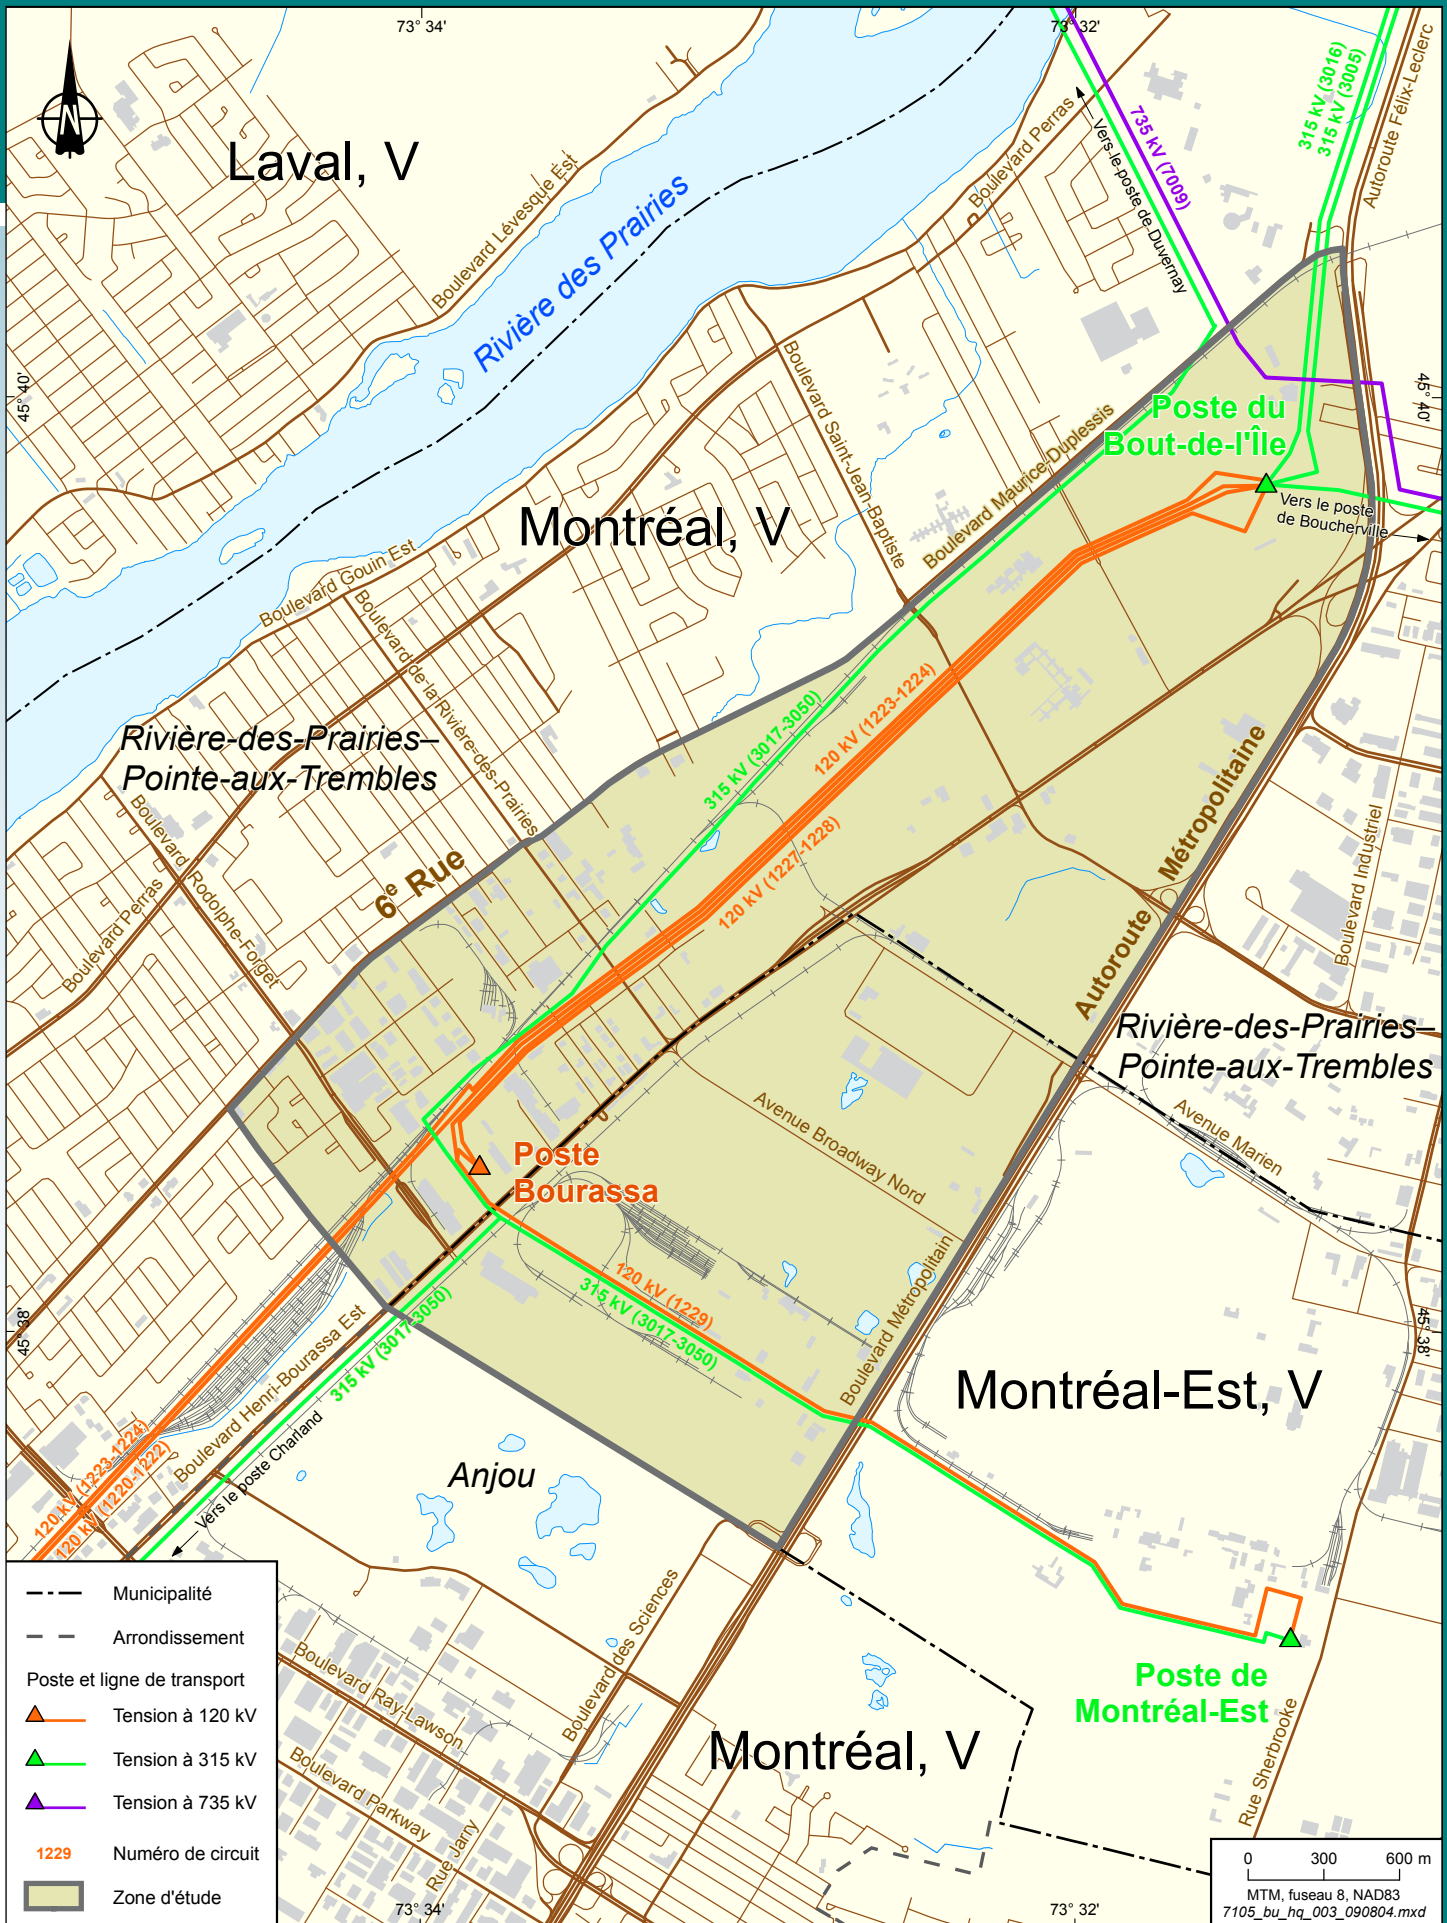 73° 34'
73° 32'
N
Laval, V
Boulevard Lévesque Est
Rivière des Prairies
Boulevard Perras
Vers le poste de Duvernay
735 kV (7009)
315 kV (3016)
315 kV (3005)
Autoroute Félix-Leclerc
45° 40'
45° 40'
Boulevard Saint-Jean-Baptiste
Boulevard Maurice-Duplessis
Poste du
Bout-de-l'Île
Vers le poste
de Boucherville
Montréal, V
Boulevard Gouin Est
Boulevard de la Rivière-des-Prairies
Rivière-des-Prairies–
Pointe-aux-Trembles
315 kV (3017-3050)
120 kV (1223-1224)
120 kV (1227-1228)
Boulevard Rodolphe-Forget
Boulevard Perras
6e Rue
Autoroute
Métropolitaine
Boulevard Industriel
Rivière-des-Prairies–
Pointe-aux-Trembles
Avenue Marien
Avenue Broadway Nord
Poste
Bourassa
120 kV (1229)
315 kV (3017-3050)
Boulevard Métropolitain
45° 38'
45° 38'
315 kV (3017-3050)
Boulevard Henri-Bourassa Est
Vers le poste Charland
120 kV (1223-1224)
120 kV (1220-1222)
Anjou
Montréal-Est, V
Boulevard des Sciences
Boulevard Ray-Lawson
Boulevard Parkway
Rue Jarry
Montréal, V
Poste de
Montréal-Est
Rue Sherbrooke
Municipalité
Arrondissement
Poste et ligne de transport
Tension à 120 kV
Tension à 315 kV
Tension à 735 kV
1229 Numéro de circuit
Zone d'étude
73° 34'
73° 32'
0 300 600 m
MTM, fuseau 8, NAD83
7105_bu_hq_003_090804.mxd